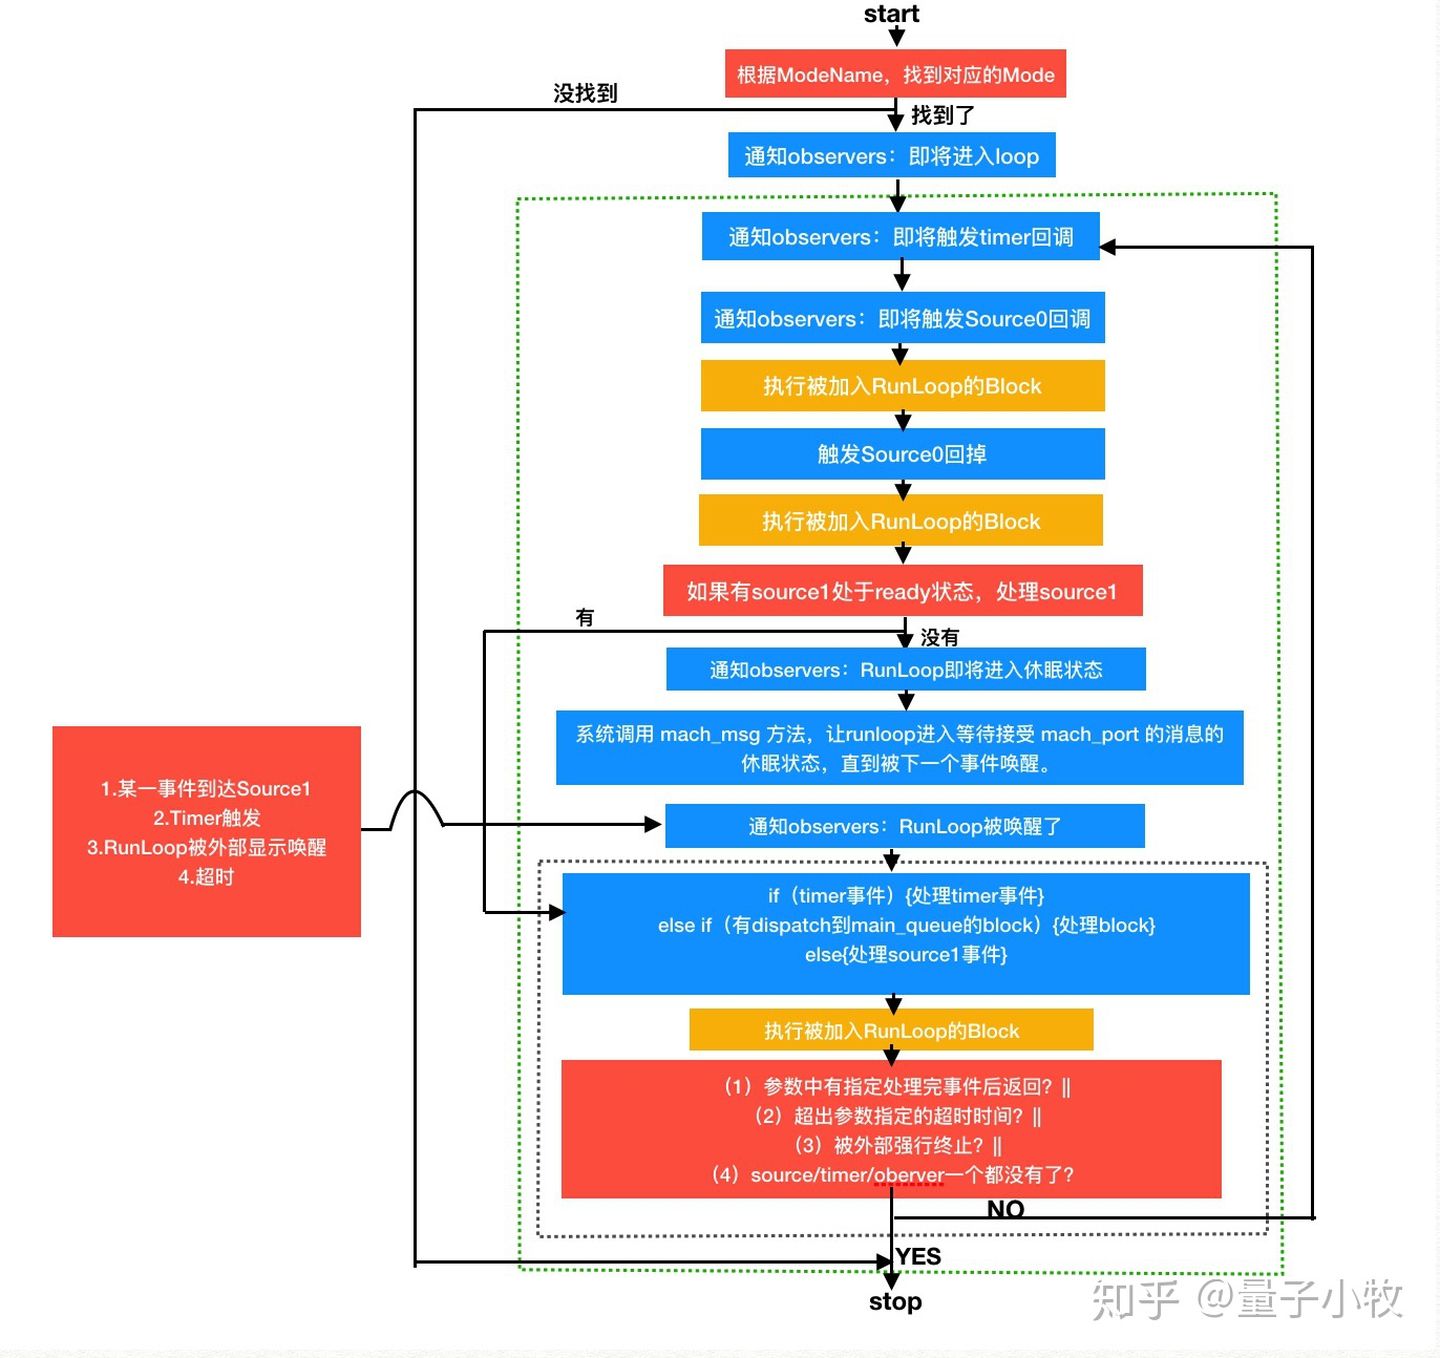 start
根据ModeName，找到对应的Mode
没找到
找到了
通知observers：即将进入loop
通知observers：即将触发timer回调
通知observers：即将触发Source0回调
执行被加入RunLoop的Block
触发Source0回掉
执行被加入RunLoop的Block
如果有source1处于ready状态，处理source1
有
没有
通知observers：RunLoop即将进入休眠状态
系统调用 mach_msg 方法，让runloop进入等待接受 mach_port 的消息的
休眠状态，直到被下一个事件唤醒。
1.某一事件到达Source1
2.Timer触发
3.RunLoop被外部显示唤醒
4.超时
通知observers：RunLoop被唤醒了
if（timer事件）{处理timer事件}
else if（有dispatch到main_queue的block）{处理block}
else{处理source1事件}
执行被加入RunLoop的Block
（1）参数中有指定处理完事件后返回？||
（2）超出参数指定的超时时间？||
（3）被外部强行终止？||
（4）source/timer/oberver一个都没有了？
NO
YES
stop
知乎 @量子小牧